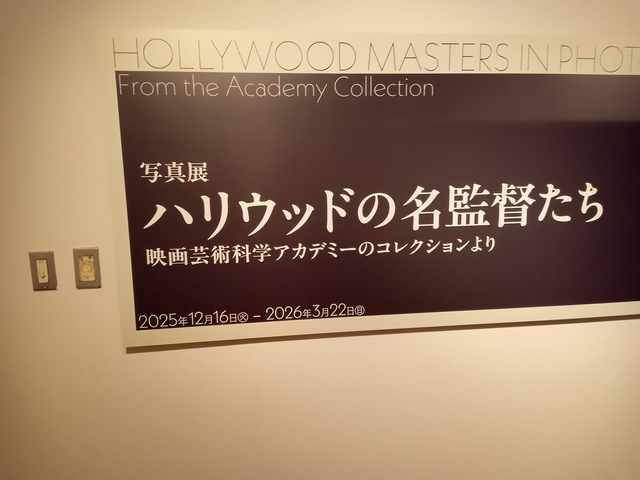 HOLLYWOOD MASTERS IN PHOT
From the Academy Collection
写真展
ハリウッドの名監督たち
映画芸術科学アカデミーのコレクションより
2025年12月16日㊋ – 2026年3月22日㊐